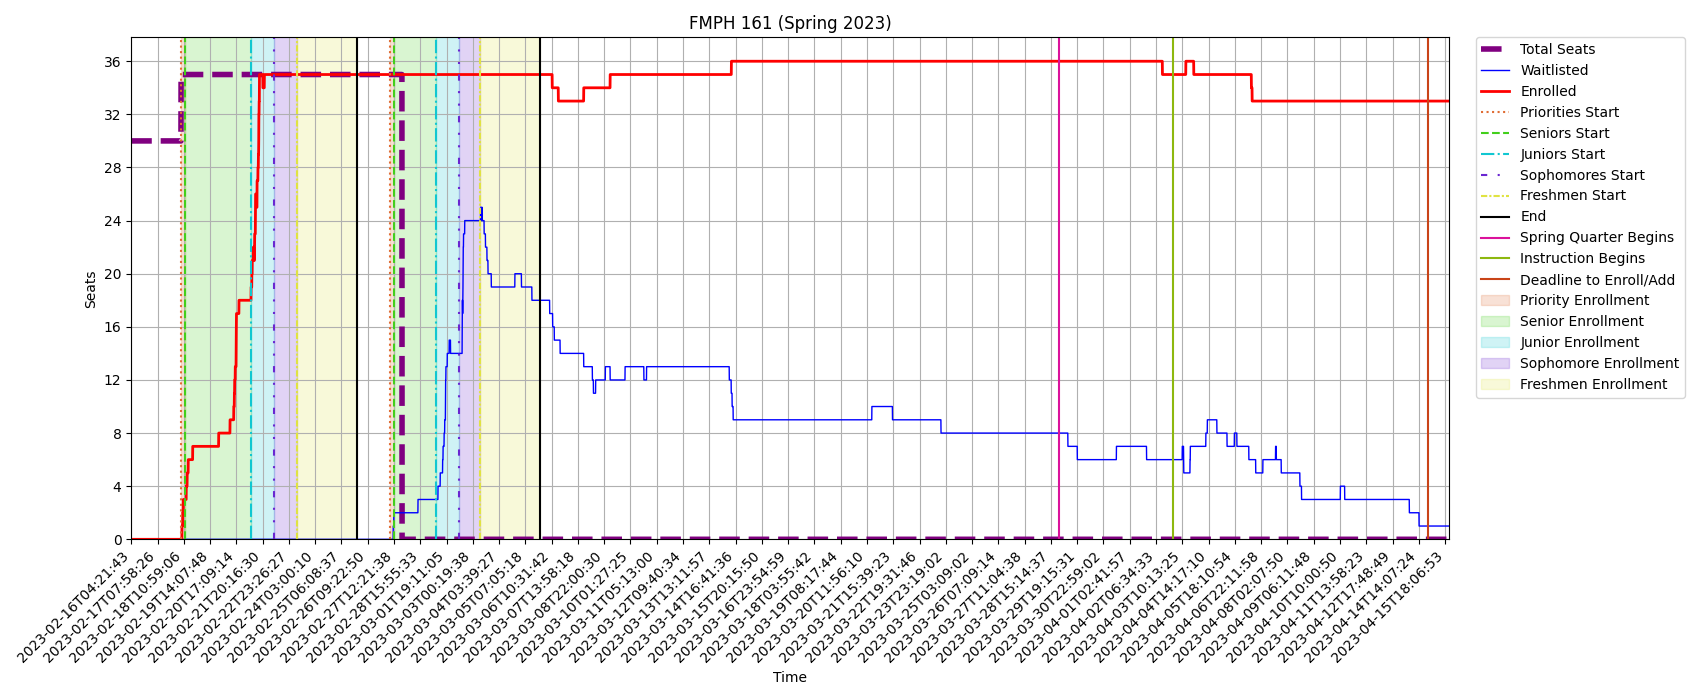 FMPH 161 (Spring 2023)
36
32
28
24
20
16
12
8
4
0
Seats
2023-02-16T04:21:43
2023-02-17T07:58:26
2023-02-18T10:59:06
2023-02-19T14:07:48
2023-02-20T17:09:14
2023-02-21T20:16:30
2023-02-22T23:26:27
2023-02-24T03:00:10
2023-02-25T06:08:37
2023-02-26T09:22:50
2023-02-27T12:21:38
2023-02-28T15:55:33
2023-03-01T19:11:05
2023-03-03T00:19:38
2023-03-04T03:39:27
2023-03-05T07:05:18
2023-03-06T10:31:42
2023-03-07T13:58:18
2023-03-08T22:00:30
2023-03-10T01:27:25
2023-03-11T05:13:00
2023-03-12T09:40:34
2023-03-13T13:11:57
2023-03-14T16:41:36
2023-03-15T20:15:50
2023-03-16T23:54:59
2023-03-18T03:55:42
2023-03-19T08:17:44
2023-03-20T11:56:10
2023-03-21T15:39:23
2023-03-22T19:31:46
2023-03-23T23:19:02
2023-03-25T03:09:02
2023-03-26T07:09:14
2023-03-27T11:04:38
2023-03-28T15:14:37
2023-03-29T19:15:31
2023-03-30T22:59:02
2023-04-01T02:41:57
2023-04-02T06:34:33
2023-04-03T10:13:25
2023-04-04T14:17:10
2023-04-05T18:10:54
2023-04-06T22:11:58
2023-04-08T02:07:50
2023-04-09T06:11:48
2023-04-10T10:00:50
2023-04-11T13:58:23
2023-04-12T17:48:49
2023-04-14T14:07:24
2023-04-15T18:06:53
Time
Total Seats
Waitlisted
Enrolled
Priorities Start
Seniors Start
Juniors Start
Sophomores Start
Freshmen Start
End
Spring Quarter Begins
Instruction Begins
Deadline to Enroll/Add
Priority Enrollment
Senior Enrollment
Junior Enrollment
Sophomore Enrollment
Freshmen Enrollment